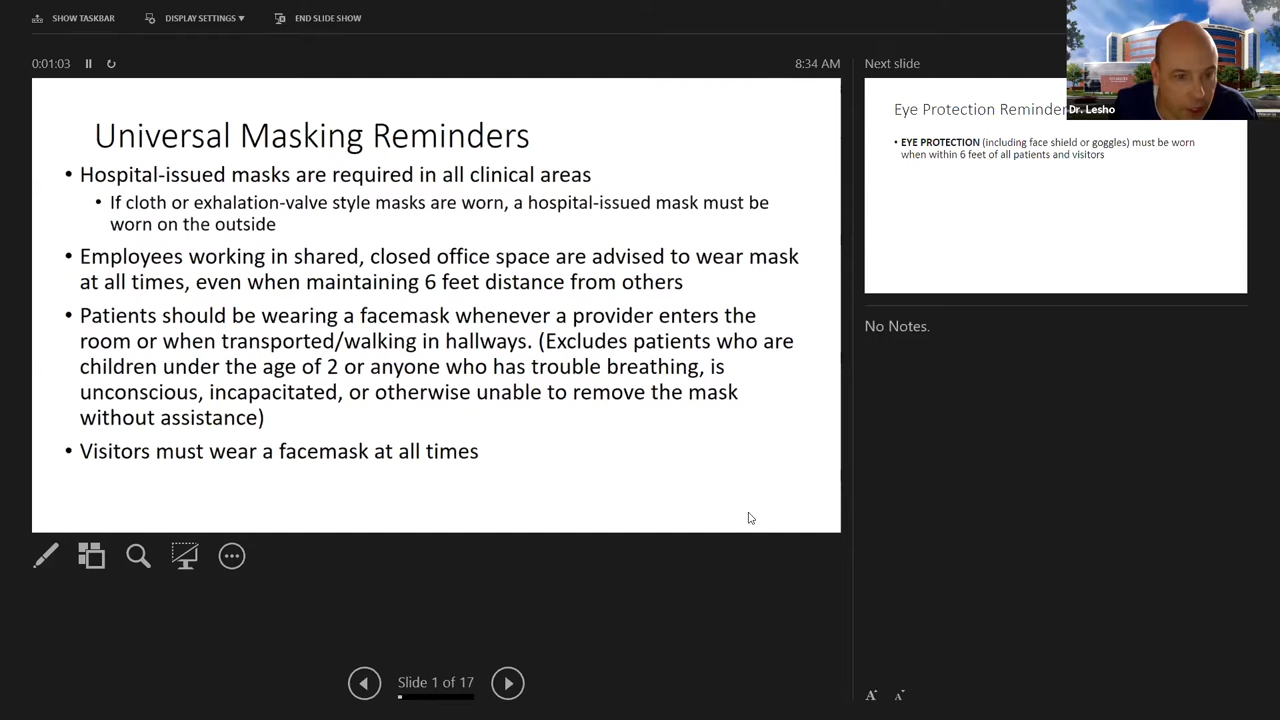 SHOW TASKBAR
DISPLAY SETTINGS ▼
END SLIDE SHOW
0:01:03
8:34 AM
Universal Masking Reminders
• Hospital-issued masks are required in all clinical areas
• If cloth or exhalation-valve style masks are worn, a hospital-issued mask must be
worn on the outside
• Employees working in shared, closed office space are advised to wear mask
at all times, even when maintaining 6 feet distance from others
• Patients should be wearing a facemask whenever a provider enters the
room or when transported/walking in hallways. (Excludes patients who are
children under the age of 2 or anyone who has trouble breathing, is
unconscious, incapacitated, or otherwise unable to remove the mask
without assistance)
• Visitors must wear a facemask at all times
Slide 1 of 17
Next slide
Dr. Lesho
Eye Protection Reminder
• EYE PROTECTION (including face shield or goggles) must be worn
when within 6 feet of all patients and visitors
No Notes.
A A